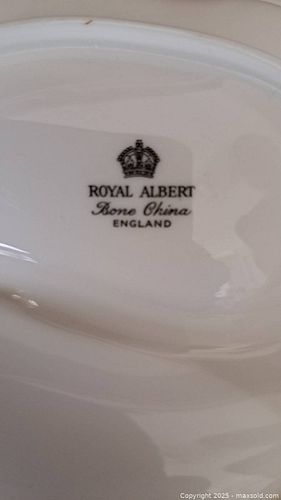 ROYAL ALBERT
Bone China
ENGLAND
Copyright 2025 - maxsold.com